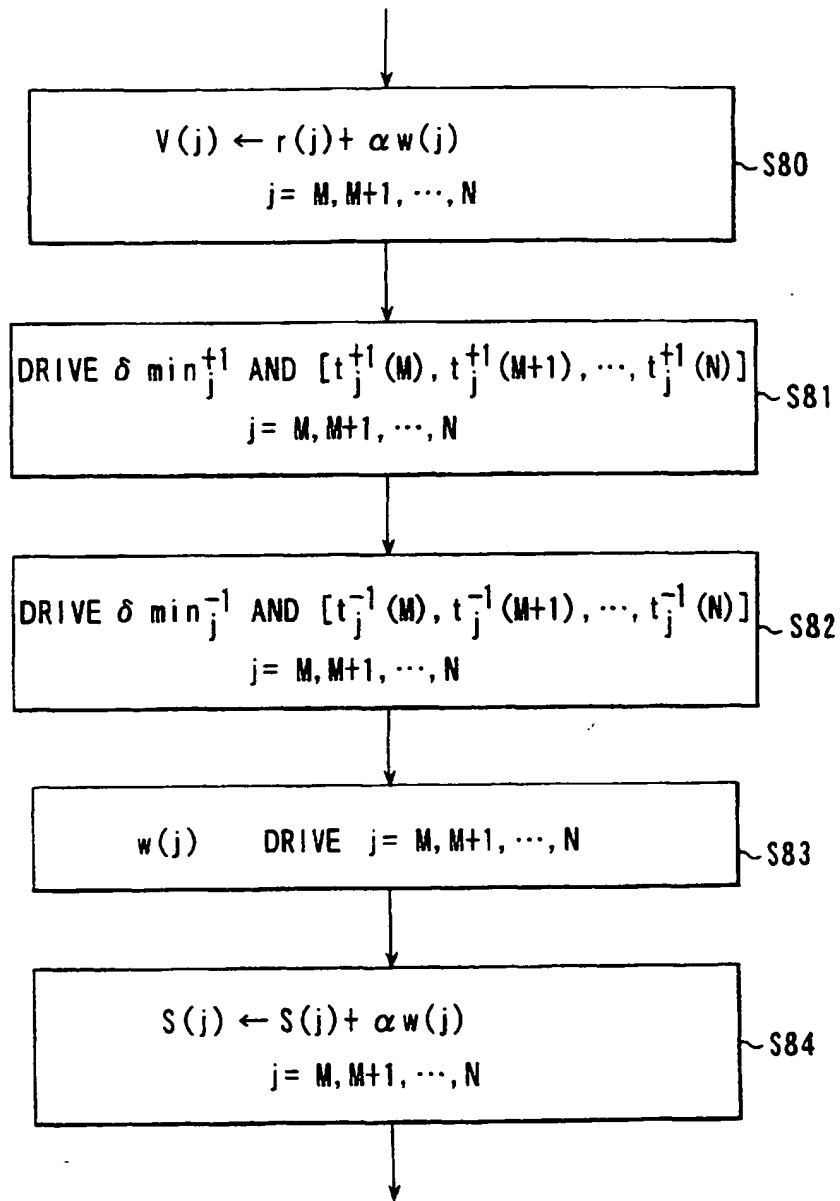 V(j) ← r(j)+ αw(j)
j= M, M+1, ⋯, N
S80
DRIVE δ min_j^{+1} AND [t_j^{+1}(M), t_j^{+1}(M+1), ⋯, t_j^{+1}(N)]
j= M, M+1, ⋯, N
S81
DRIVE δ min_j^{-1} AND [t_j^{-1}(M), t_j^{-1}(M+1), ⋯, t_j^{-1}(N)]
j= M, M+1, ⋯, N
S82
w(j) DRIVE j= M, M+1, ⋯, N
S83
S(j) ← S(j)+ αw(j)
j= M, M+1, ⋯, N
S84